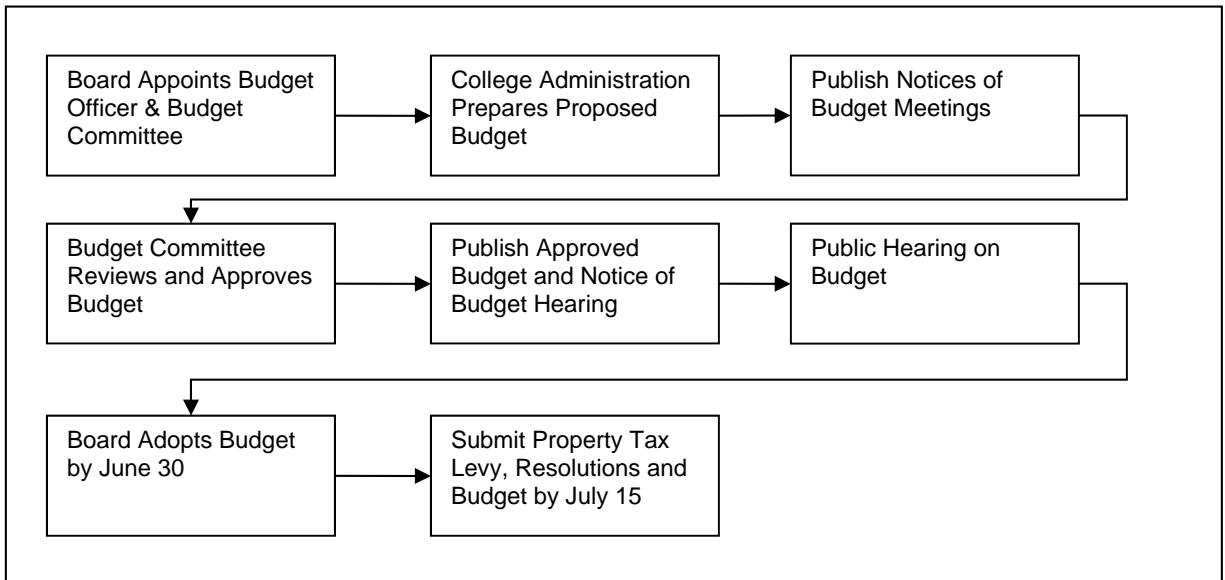 Board Appoints Budget
Officer & Budget
Committee
College Administration
Prepares Proposed
Budget
Publish Notices of
Budget Meetings
Budget Committee
Reviews and Approves
Budget
Publish Approved
Budget and Notice of
Budget Hearing
Public Hearing on
Budget
Board Adopts Budget
by June 30
Submit Property Tax
Levy, Resolutions and
Budget by July 15